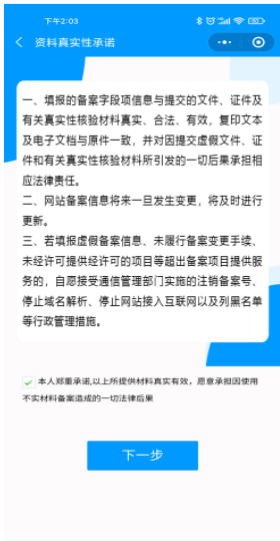 下午2:03
资料真实性承诺
一、填报的备案字段项信息与提交的文件、证件及
有关真实性核验材料真实、合法、有效，复印文本
及电子文档与原件一致，并对因提交虚假文件、证
件和有关真实性核验材料所引发的一切后果承担相
应法律责任。
二、网站备案信息将来一旦发生变更，将及时进行
更新。
三、若填报虚假备案信息、未履行备案变更手续、
未经许可提供经许可的项目等超出备案项目提供服
务的，自愿接受通信管理部门实施的注销备案号、
停止域名解析、停止网站接入互联网以及列黑名单
等行政管理措施。
本人郑重承诺,以上所提供材料真实有效，愿意承担因使用
不实材料备案造成的一切法律后果
下一步